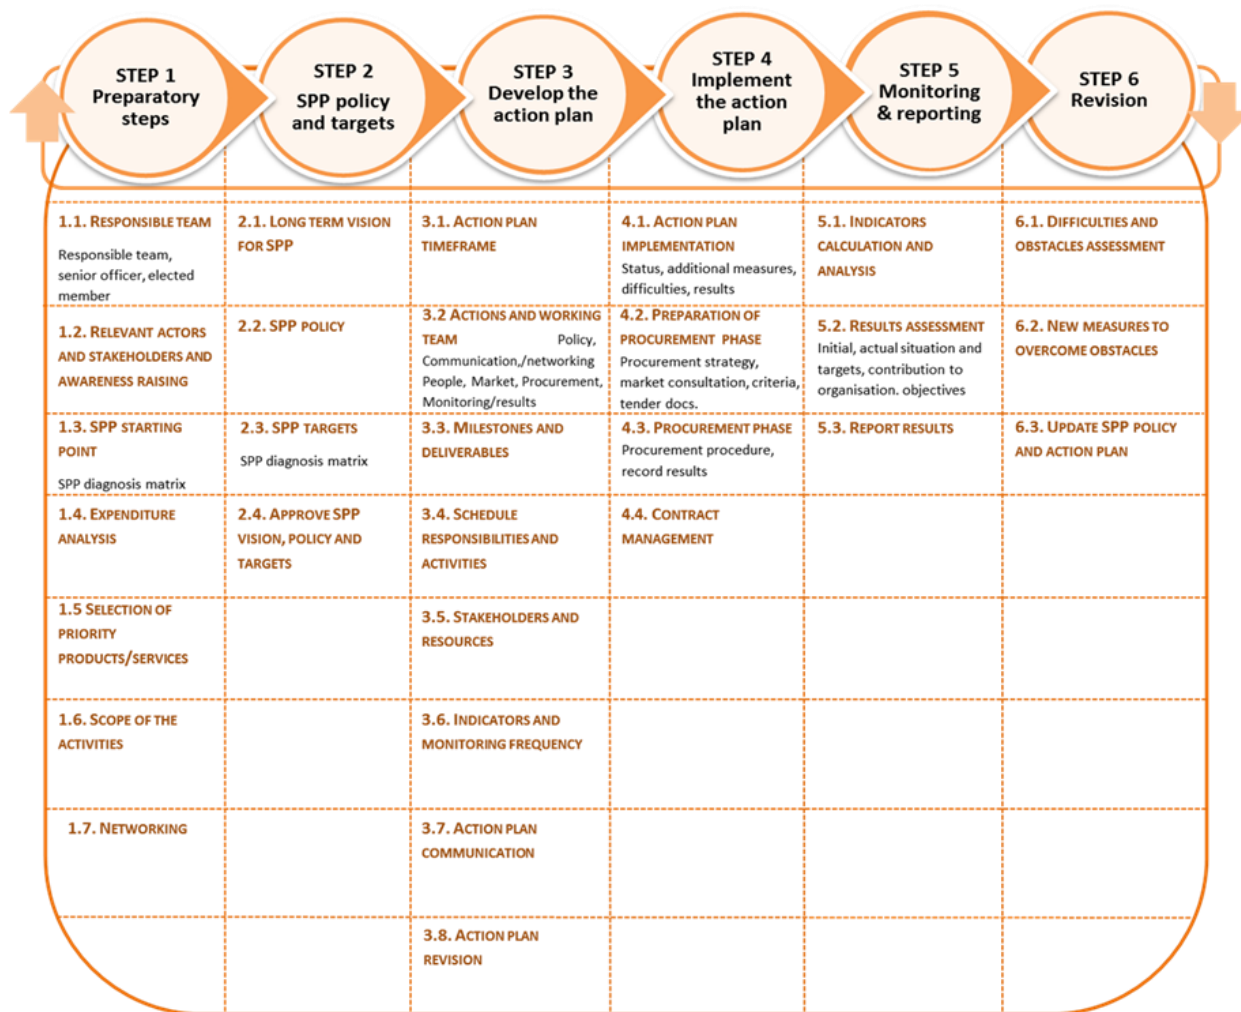 STEP 1
Preparatory
steps
STEP 2
SPP policy
and targets
STEP 3
Develop the
action plan
STEP 4
Implement
the action
plan
STEP 5
Monitoring
& reporting
STEP 6
Revision
1.1. RESPONSIBLE TEAM
Responsible team,
senior officer, elected
member
2.1. LONG TERM VISION
FOR SPP
3.1. ACTION PLAN
TIMEFRAME
4.1. ACTION PLAN
IMPLEMENTATION
Status, additional measures,
difficulties, results
5.1. INDICATORS
CALCULATION AND
ANALYSIS
6.1. DIFFICULTIES AND
OBSTACLES ASSESSMENT
1.2. RELEVANT ACTORS
AND STAKEHOLDERS AND
AWARENESS RAISING
2.2. SPP POLICY
3.2 ACTIONS AND WORKING
TEAM Policy,
Communication,/networking
People, Market, Procurement,
Monitoring/results
4.2. PREPARATION OF
PROCUREMENT PHASE
Procurement strategy,
market consultation, criteria,
tender docs.
5.2. RESULTS ASSESSMENT
Initial, actual situation and
targets, contribution to
organisation. objectives
6.2. NEW MEASURES TO
OVERCOME OBSTACLES
1.3. SPP STARTING
POINT
SPP diagnosis matrix
2.3. SPP TARGETS
SPP diagnosis matrix
3.3. MILESTONES AND
DELIVERABLES
4.3. PROCUREMENT PHASE
Procurement procedure,
record results
5.3. REPORT RESULTS
6.3. UPDATE SPP POLICY
AND ACTION PLAN
1.4. EXPENDITURE
ANALYSIS
2.4. APPROVE SPP
VISION, POLICY AND
TARGETS
3.4. SCHEDULE
RESPONSIBILITIES AND
ACTIVITIES
4.4. CONTRACT
MANAGEMENT
1.5 SELECTION OF
PRIORITY
PRODUCTS/SERVICES
3.5. STAKEHOLDERS AND
RESOURCES
1.6. SCOPE OF THE
ACTIVITIES
3.6. INDICATORS AND
MONITORING FREQUENCY
1.7. NETWORKING
3.7. ACTION PLAN
COMMUNICATION
3.8. ACTION PLAN
REVISION